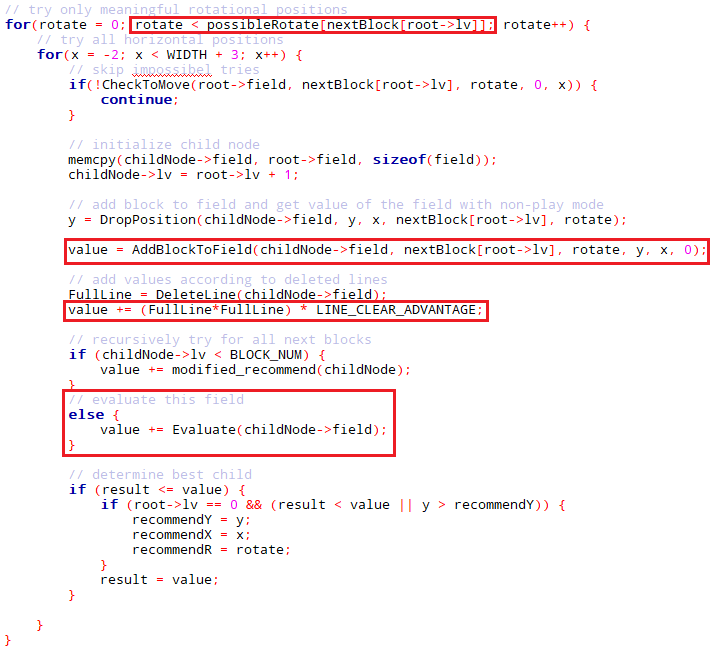 // try only meaningful rotational positions
for(rotate = 0; rotate < possibleRotate[nextBlock[root->lv]]; rotate++) {
// try all horizontal positions
for(x = -2; x < WIDTH + 3; x++) {
// skip impossibel tries
if(!CheckToMove(root->field, nextBlock[root->lv], rotate, 0, x)) {
continue;
}
// initialize child node
memcpy(childNode->field, root->field, sizeof(field));
childNode->lv = root->lv + 1;
// add block to field and get value of the field with non-play mode
y = DropPosition(childNode->field, y, x, nextBlock[root->lv], rotate);
value = AddBlockToField(childNode->field, nextBlock[root->lv], rotate, y, x, 0);
// add values according to deleted lines
FullLine = DeleteLine(childNode->field);
value += (FullLine*FullLine) * LINE_CLEAR_ADVANTAGE;
// recursively try for all next blocks
if (childNode->lv < BLOCK_NUM) {
value += modified_recommend(childNode);
}
// evaluate this field
else {
value += Evaluate(childNode->field);
}
// determine best child
if (result <= value) {
if (root->lv == 0 && (result < value || y > recommendY)) {
recommendY = y;
recommendX = x;
recommendR = rotate;
}
result = value;
}
}
}